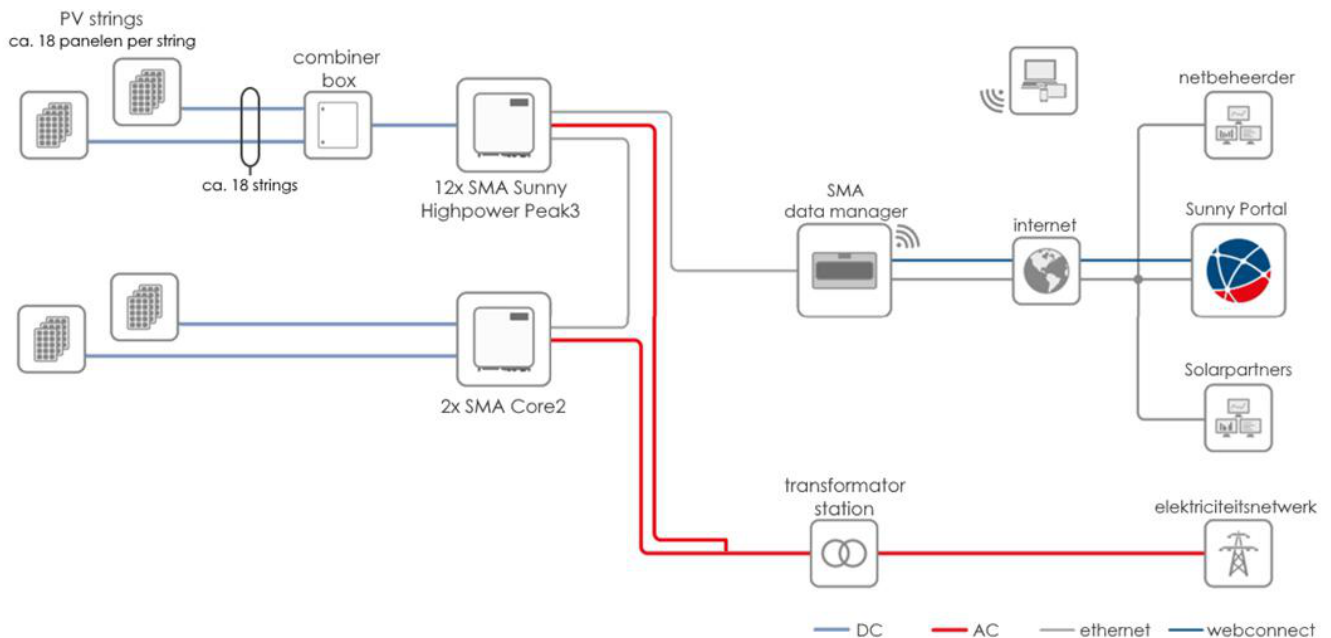 PV strings
ca. 18 panelen per string
combiner
box
ca. 18 strings
12x SMA Sunny
Highpower Peak3
2x SMA Core2
SMA
data manager
internet
netbeheerder
Sunny Portal
Solarpartners
transformator
station
elektriciteitsnetwerk
DC
AC
ethernet
webconnect